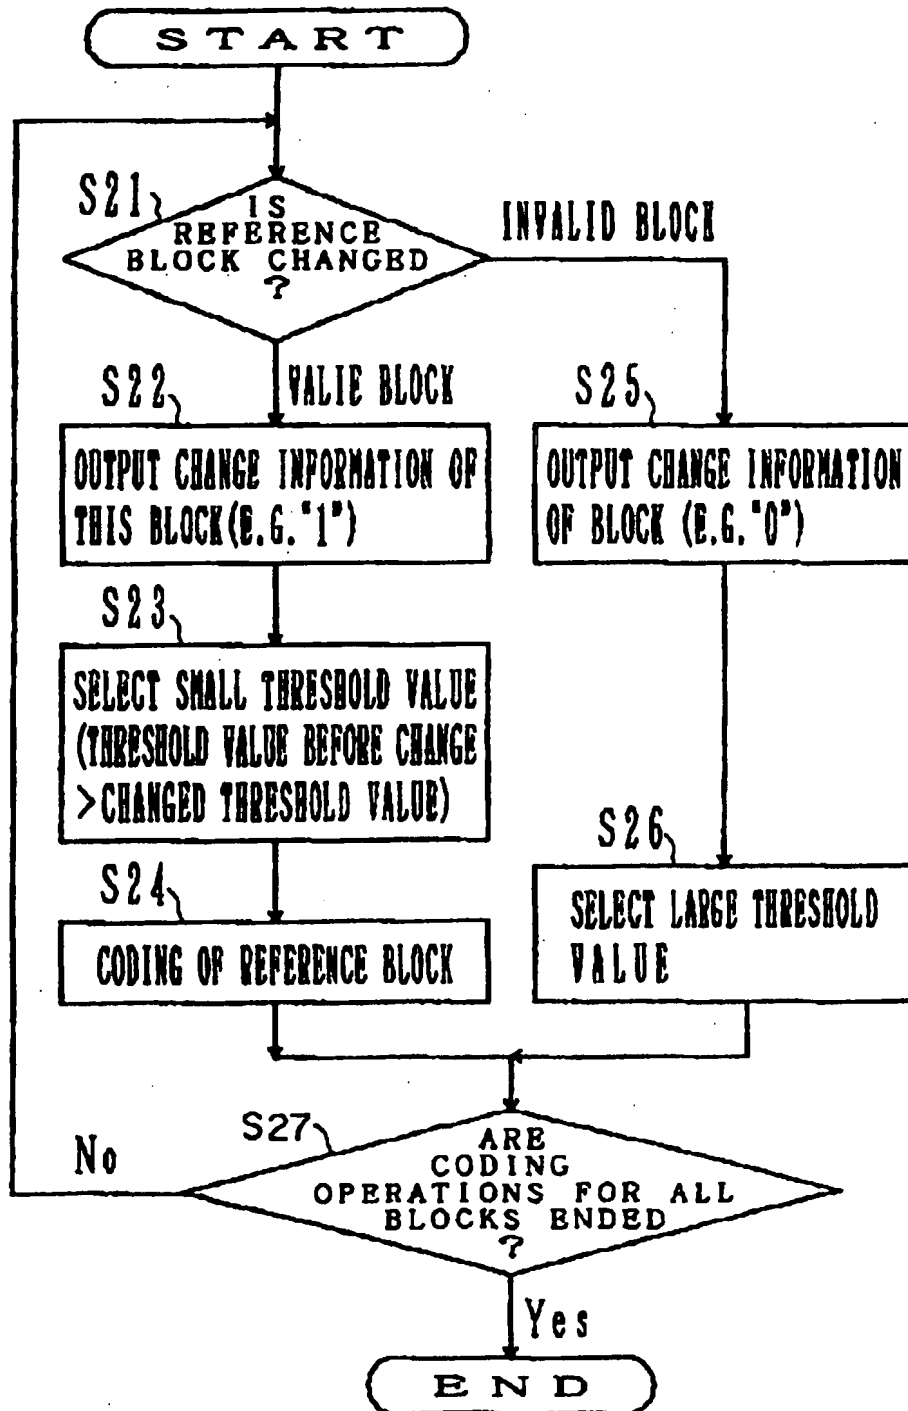 START
S21
IS
REFERENCE
BLOCK CHANGED
?
INVALID BLOCK
S22
VALIE BLOCK
S25
OUTPUT CHANGE INFORMATION OF
THIS BLOCK(E.G."1")
OUTPUT CHANGE INFORMATION
OF BLOCK (E.G."0")
S23
SELECT SMALL THRESHOLD VALUE
(THRESHOLD VALUE BEFORE CHANGE
>CHANGED THRESHOLD VALUE)
S26
SELECT LARGE THRESHOLD
VALUE
S24
CODING OF REFERENCE BLOCK
S27
No
ARE
CODING
OPERATIONS FOR ALL
BLOCKS ENDED
?
Yes
END